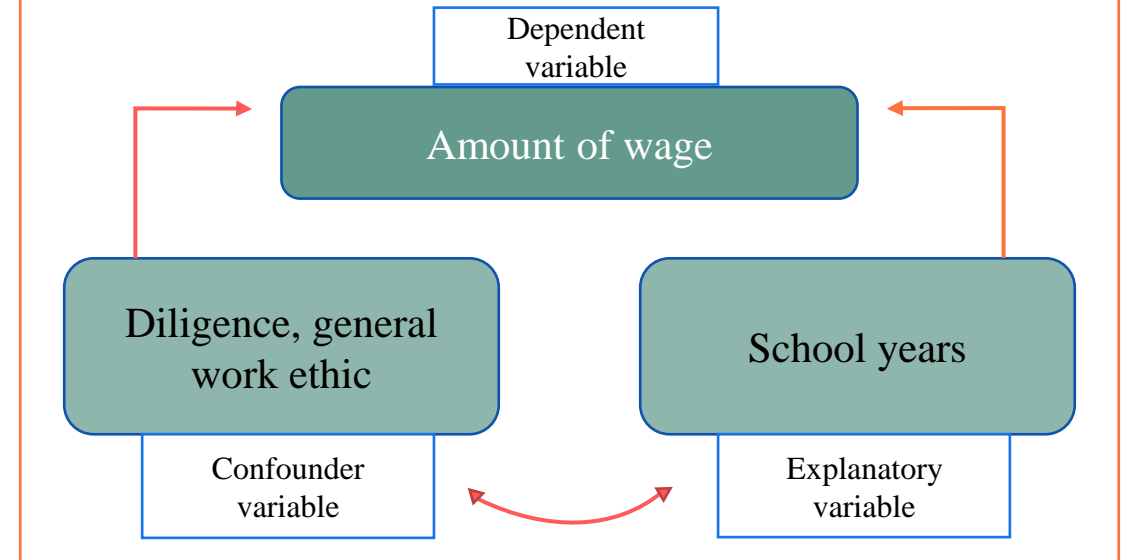 Dependent
variable
Amount of wage
Diligence, general
work ethic
School years
Confounder
variable
Explanatory
variable